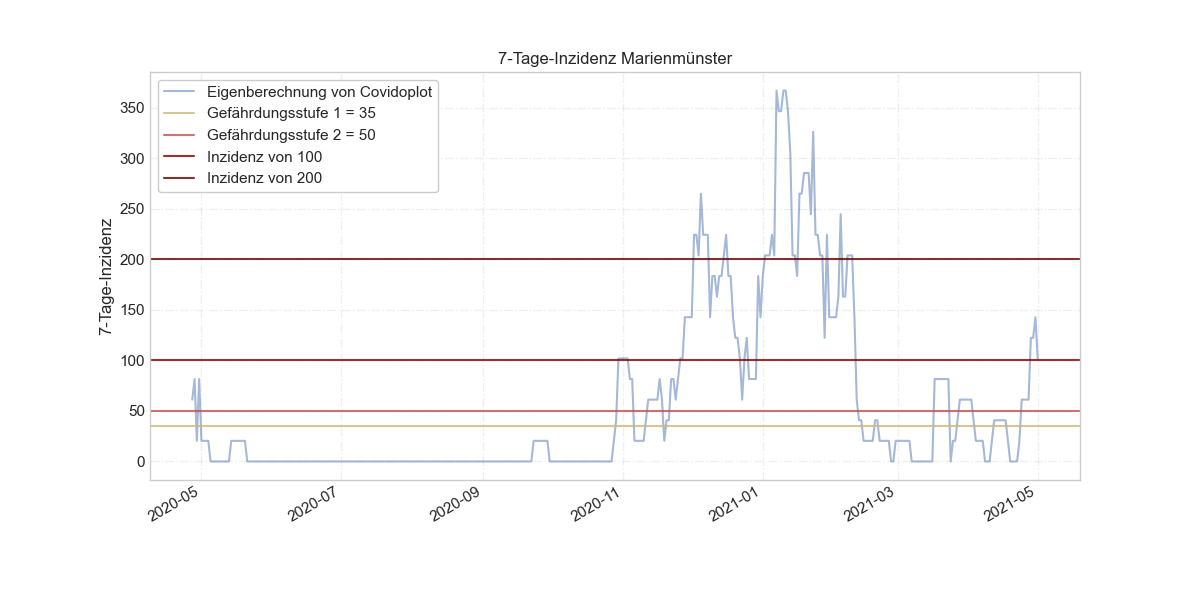 7-Tage-Inzidenz Marienmünster
Eigenberechnung von Covidoplot
Gefährdungsstufe 1 = 35
Gefährdungsstufe 2 = 50
Inzidenz von 100
Inzidenz von 200
7-Tage-Inzidenz
350
300
250
200
150
100
50
0
2020-05
2020-07
2020-09
2020-11
2021-01
2021-03
2021-05